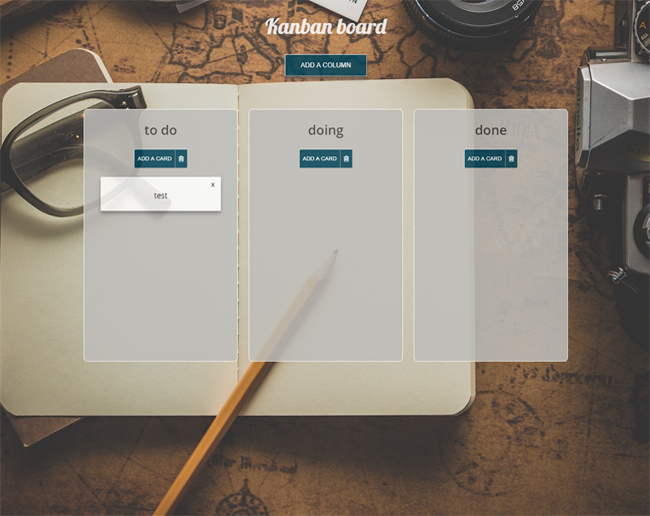 Kanban board
ADD A COLUMN
to do
doing
done
ADD A CARD
ADD A CARD
ADD A CARD
x
test